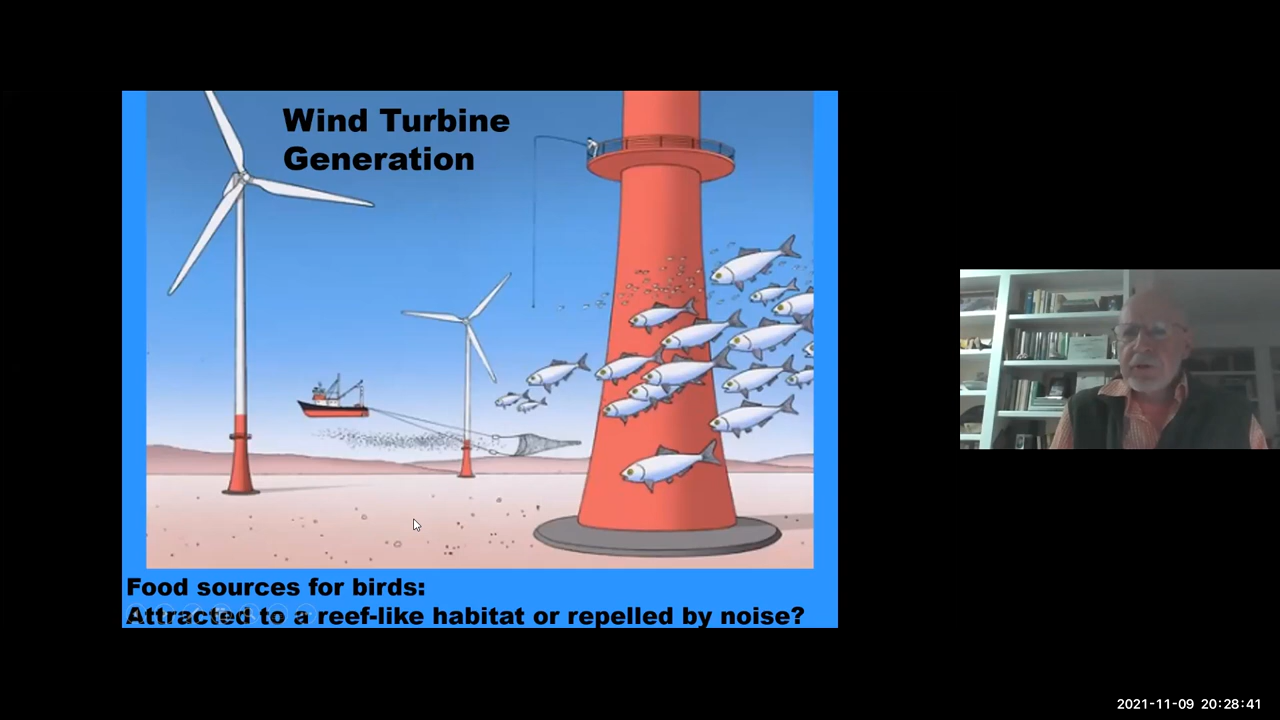 Wind Turbine
Generation
Food sources for birds:
Attracted to a reef-like habitat or repelled by noise?
2021-11-09 20:28:41